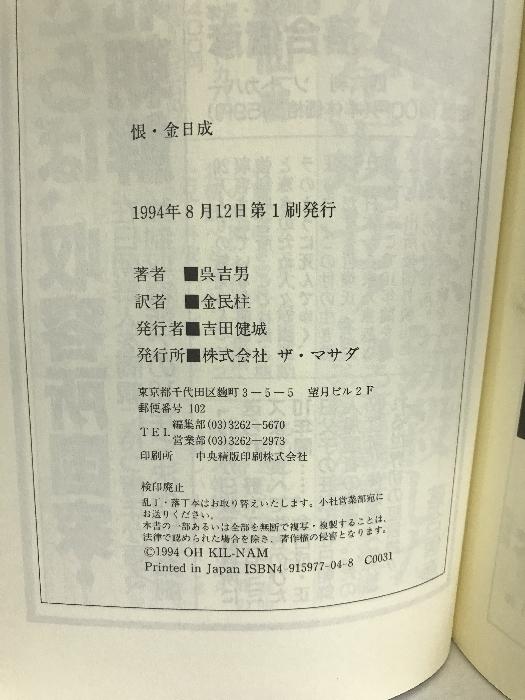 恨・金日成
1994年8月12日第1刷発行
著者 ■呉吉男
訳者 ■金民柱
発行者■吉田健城
発行所■株式会社 ザ・マサダ
東京都千代田区麹町3－5－5 望月ビル2F
郵便番号 102
TEL 編集部(03)3262―5670
営業部(03)3262―2973
印刷所 中央精版印刷株式会社
検印廃止
乱丁・落丁本はお取り替えいたします。小社営業部宛に
お送りください。
本書の一部あるいは全部を無断で複写・複製することは、
法律で認められた場合を除き、著作権の侵害となります。
©1994 OH KIL-NAM
Printed in Japan ISBN4-915977-04-8 C0031